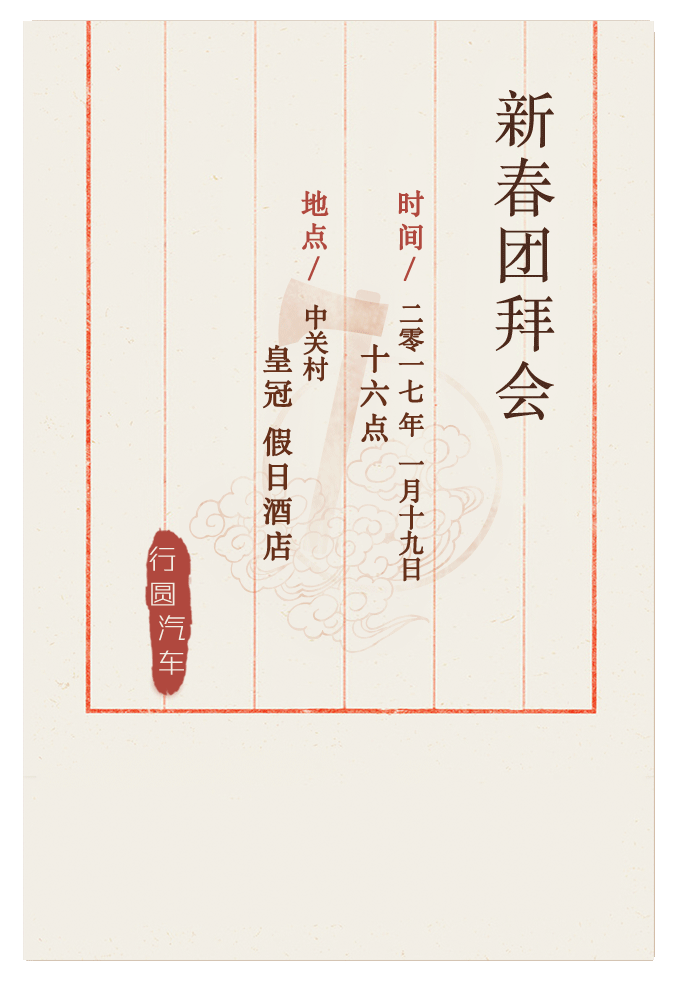 新春团拜会
时间/
二零一七年 一月十九日
十六点
地点/
中关村
皇冠 假日酒店
行圆汽车